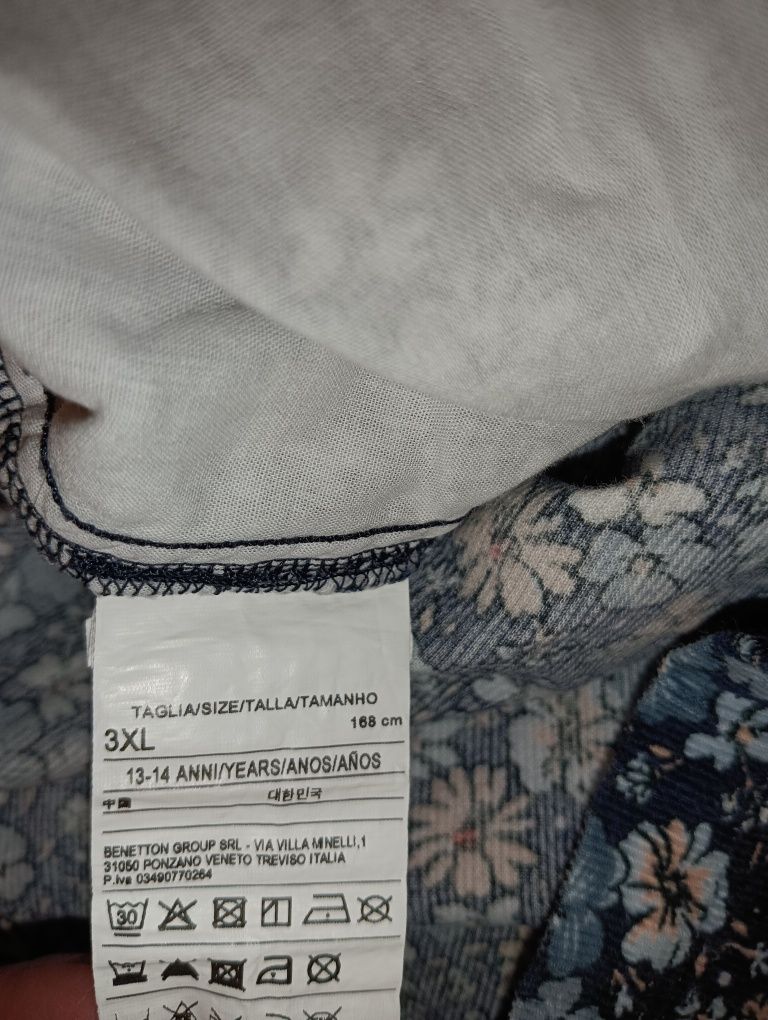 TAGLIA/SIZE/TALLA/TAMANHO
168 cm
3XL
13-14 ANNI/YEARS/ANOS/AÑOS
中國 대한민국
BENETTON GROUP SRL - VIA VILLA MINELLI,1
31050 PONZANO VENETO TREVISO ITALIA
P.Iva 03490770264
30